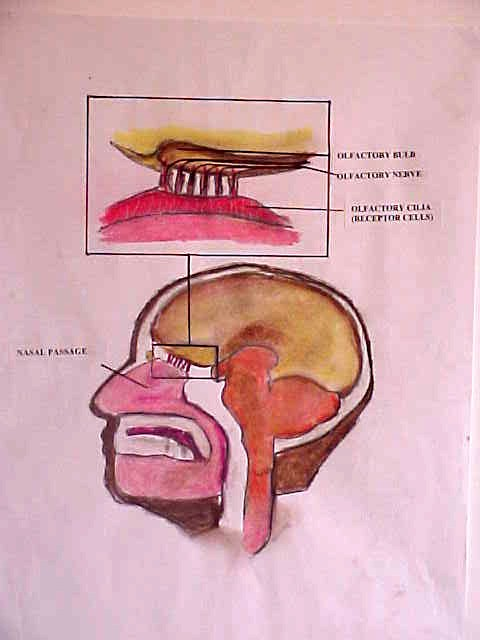 OLFACTORY BULB
OLFACTORY NERVE
OLFACTORY CILIA
(RECEPTOR CELLS)
NASAL PASSAGE